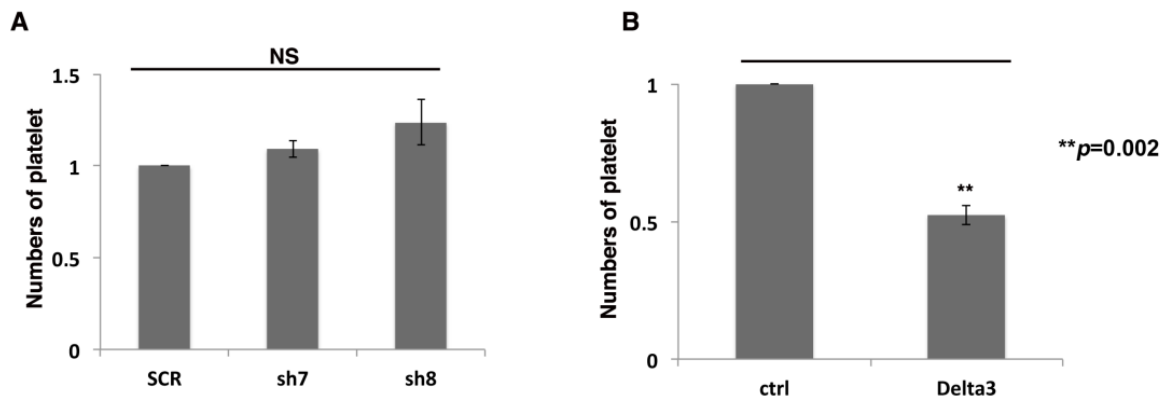 A
NS
1.5
1
0.5
0
Numbers of platelet
SCR sh7 sh8
B
1
0.5
0
Numbers of platelet
**
**p=0.002
ctrl Delta3